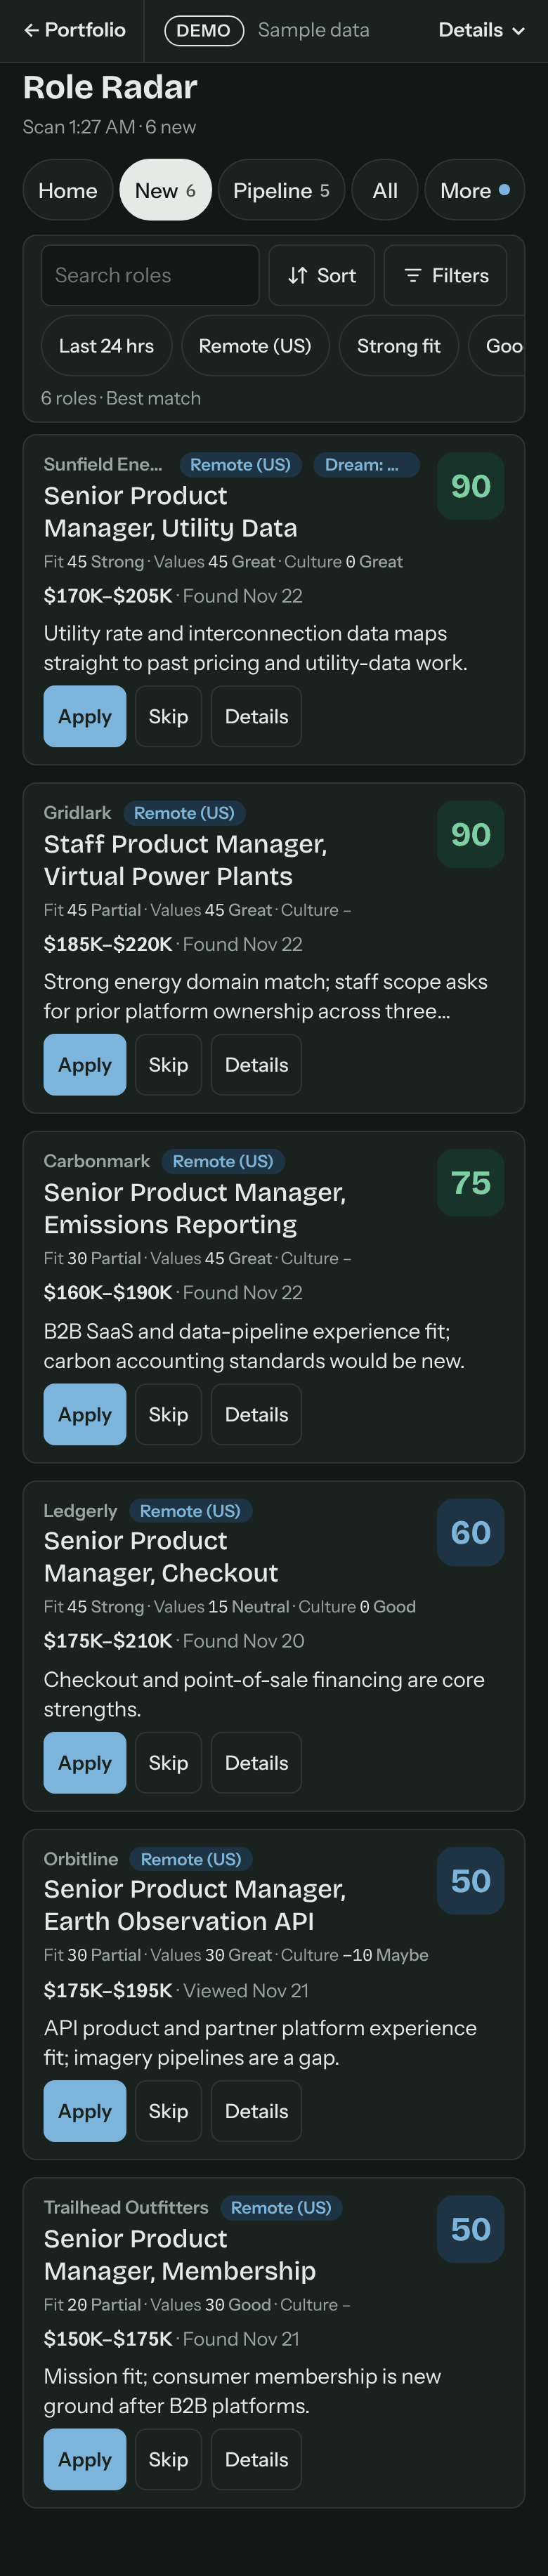 ← Portfolio DEMO Sample data Details
Role Radar
Scan 1:27 AM · 6 new
Home New 6 Pipeline 5 All More
Search roles Sort Filters
Last 24 hrs Remote (US) Strong fit Goo
6 roles · Best match
Sunfield Ene... Remote (US) Dream: ... 90
Senior Product
Manager, Utility Data
Fit 45 Strong · Values 45 Great · Culture 0 Great
$170K–$205K · Found Nov 22
Utility rate and interconnection data maps
straight to past pricing and utility-data work.
Apply Skip Details
Gridlark Remote (US) 90
Staff Product Manager,
Virtual Power Plants
Fit 45 Partial · Values 45 Great · Culture –
$185K–$220K · Found Nov 22
Strong energy domain match; staff scope asks
for prior platform ownership across three...
Apply Skip Details
Carbonmark Remote (US) 75
Senior Product Manager,
Emissions Reporting
Fit 30 Partial · Values 45 Great · Culture –
$160K–$190K · Found Nov 22
B2B SaaS and data-pipeline experience fit;
carbon accounting standards would be new.
Apply Skip Details
Ledgerly Remote (US) 60
Senior Product
Manager, Checkout
Fit 45 Strong · Values 15 Neutral · Culture 0 Good
$175K–$210K · Found Nov 20
Checkout and point-of-sale financing are core
strengths.
Apply Skip Details
Orbitline Remote (US) 50
Senior Product Manager,
Earth Observation API
Fit 30 Partial · Values 30 Great · Culture −10 Maybe
$175K–$195K · Viewed Nov 21
API product and partner platform experience
fit; imagery pipelines are a gap.
Apply Skip Details
Trailhead Outfitters Remote (US) 50
Senior Product
Manager, Membership
Fit 20 Partial · Values 30 Good · Culture –
$150K–$175K · Found Nov 21
Mission fit; consumer membership is new
ground after B2B platforms.
Apply Skip Details